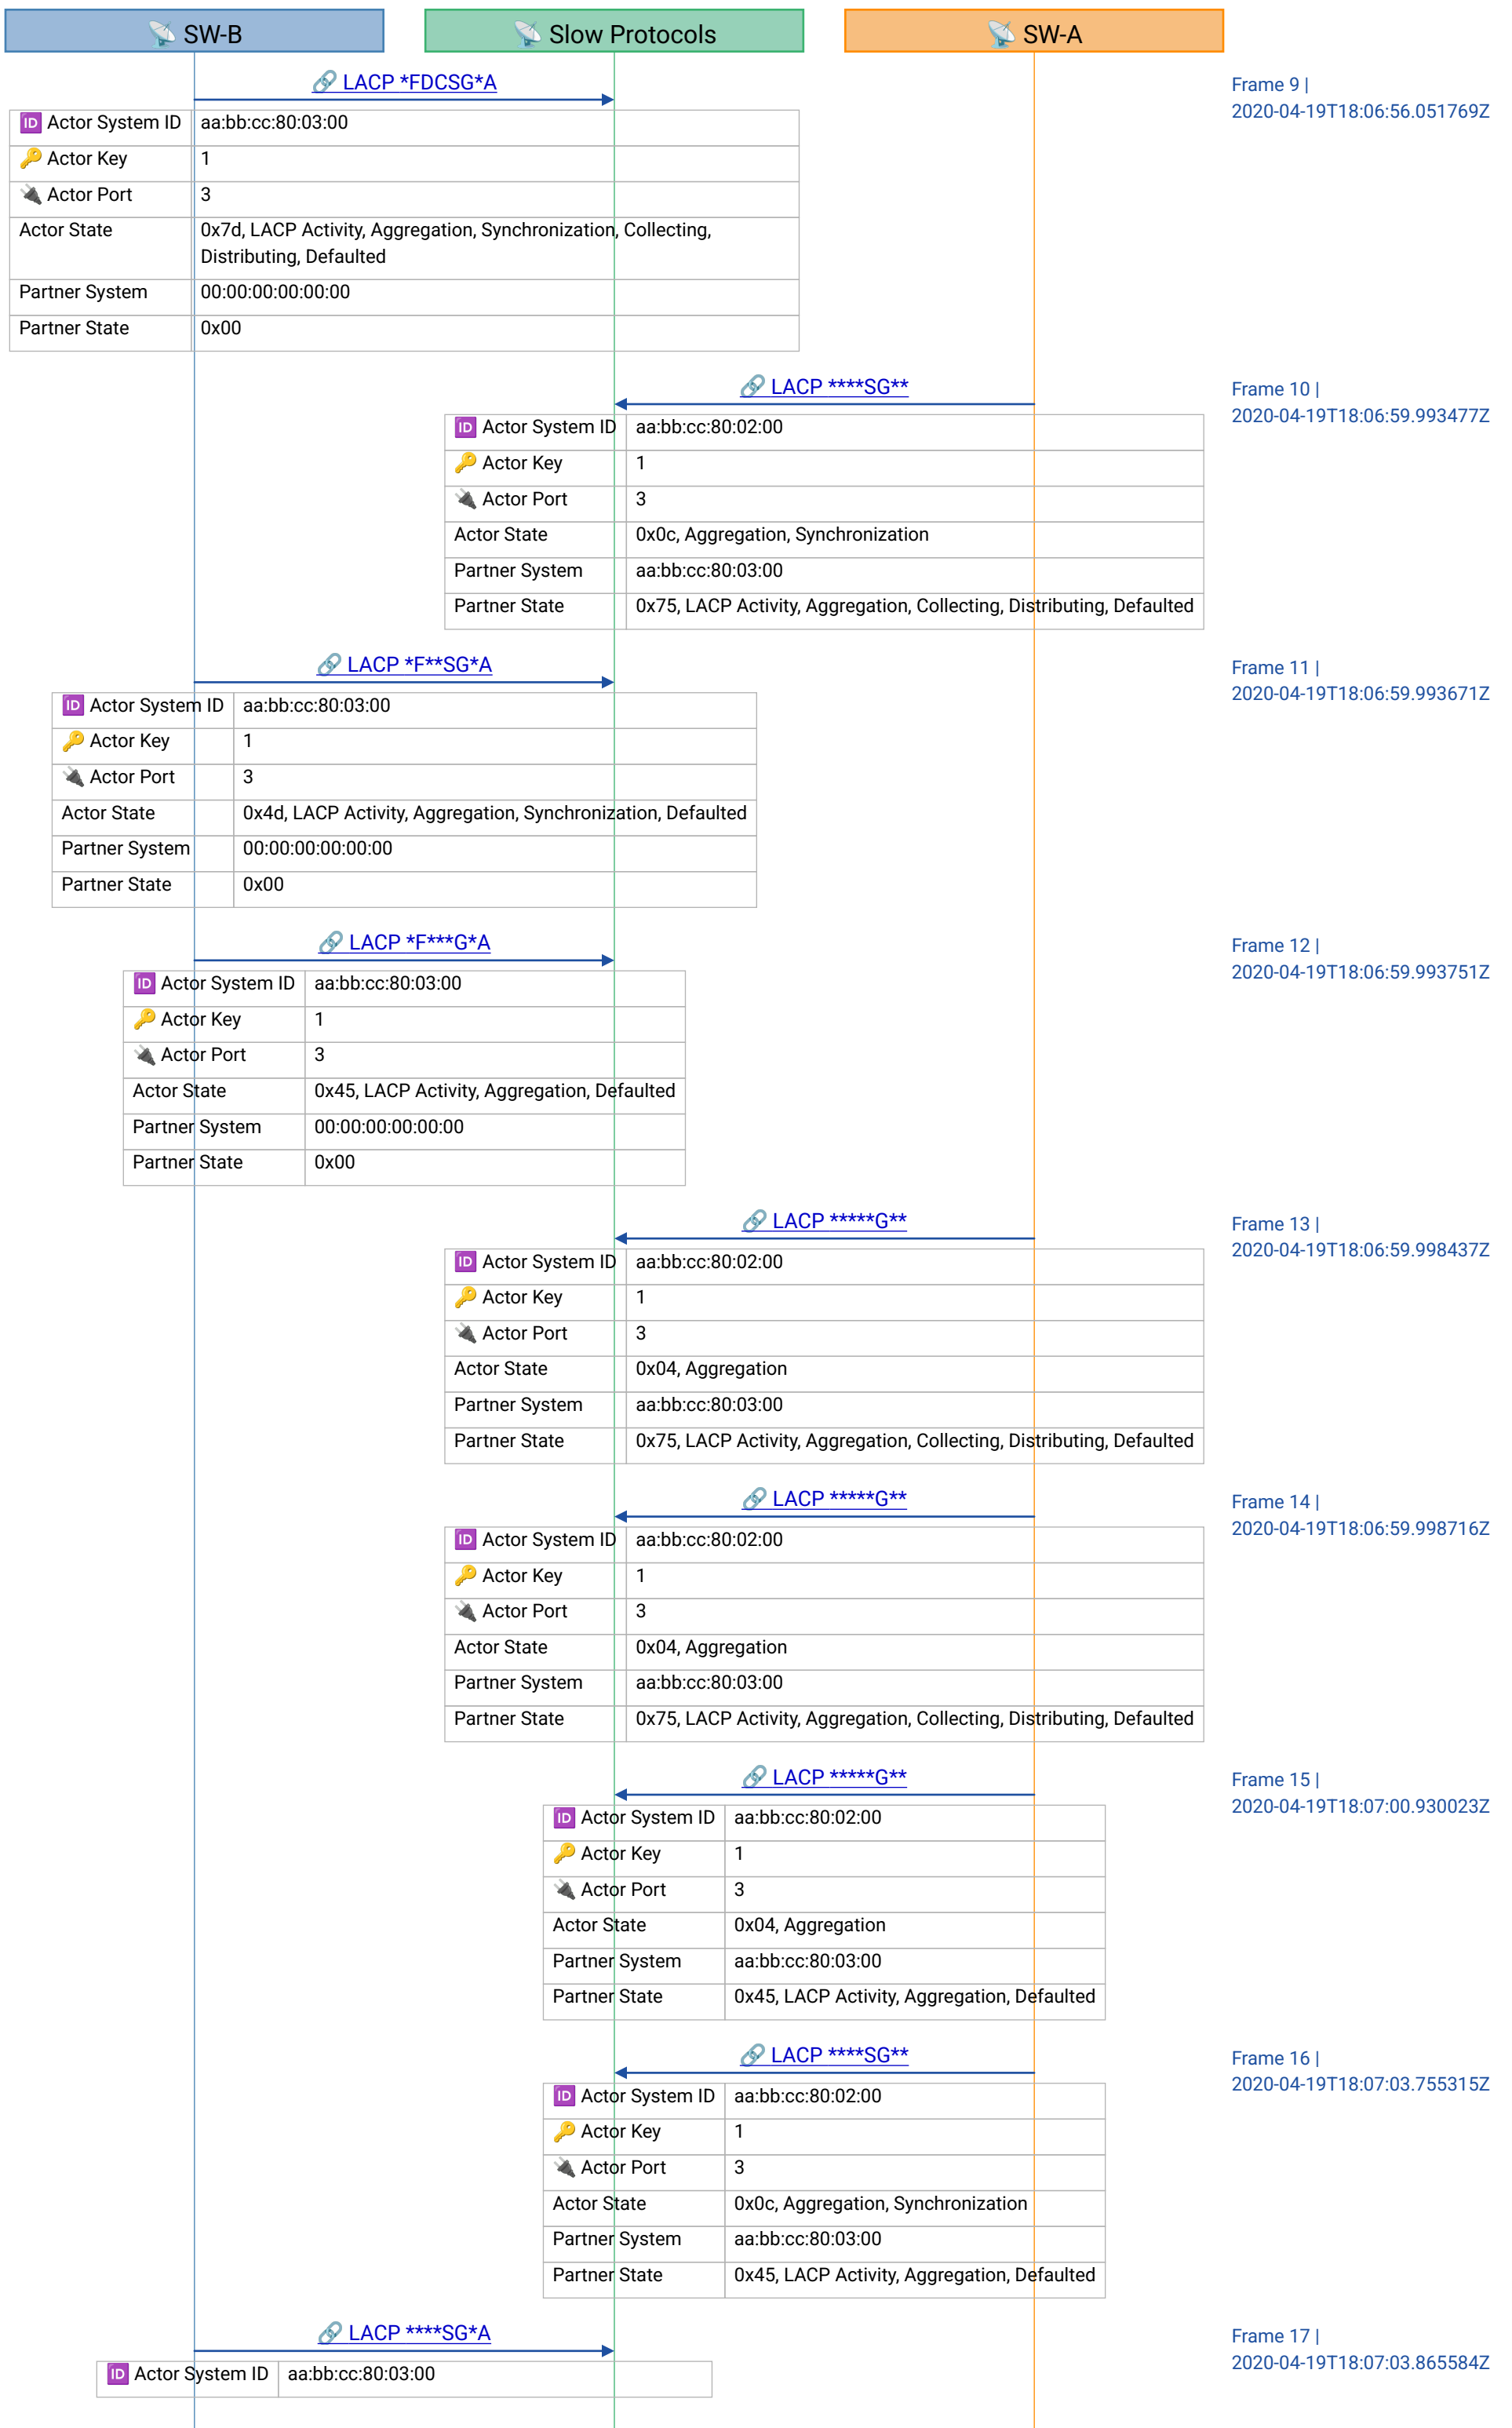 📡 SW-B
📡 Slow Protocols
📡 SW-A
🔗 LACP *FDCSG*A
Frame 9 |
2020-04-19T18:06:56.051769Z
🆔 Actor System ID aa:bb:cc:80:03:00
🔑 Actor Key 1
🔌 Actor Port 3
Actor State 0x7d, LACP Activity, Aggregation, Synchronization, Collecting,
Distributing, Defaulted
Partner System 00:00:00:00:00:00
Partner State 0x00
🔗 LACP ****SG**
Frame 10 |
2020-04-19T18:06:59.993477Z
🆔 Actor System ID aa:bb:cc:80:02:00
🔑 Actor Key 1
🔌 Actor Port 3
Actor State 0x0c, Aggregation, Synchronization
Partner System aa:bb:cc:80:03:00
Partner State 0x75, LACP Activity, Aggregation, Collecting, Distributing, Defaulted
🔗 LACP *F**SG*A
Frame 11 |
2020-04-19T18:06:59.993671Z
🆔 Actor System ID aa:bb:cc:80:03:00
🔑 Actor Key 1
🔌 Actor Port 3
Actor State 0x4d, LACP Activity, Aggregation, Synchronization, Defaulted
Partner System 00:00:00:00:00:00
Partner State 0x00
🔗 LACP *F***G*A
Frame 12 |
2020-04-19T18:06:59.993751Z
🆔 Actor System ID aa:bb:cc:80:03:00
🔑 Actor Key 1
🔌 Actor Port 3
Actor State 0x45, LACP Activity, Aggregation, Defaulted
Partner System 00:00:00:00:00:00
Partner State 0x00
🔗 LACP *****G**
Frame 13 |
2020-04-19T18:06:59.998437Z
🆔 Actor System ID aa:bb:cc:80:02:00
🔑 Actor Key 1
🔌 Actor Port 3
Actor State 0x04, Aggregation
Partner System aa:bb:cc:80:03:00
Partner State 0x75, LACP Activity, Aggregation, Collecting, Distributing, Defaulted
🔗 LACP *****G**
Frame 14 |
2020-04-19T18:06:59.998716Z
🆔 Actor System ID aa:bb:cc:80:02:00
🔑 Actor Key 1
🔌 Actor Port 3
Actor State 0x04, Aggregation
Partner System aa:bb:cc:80:03:00
Partner State 0x75, LACP Activity, Aggregation, Collecting, Distributing, Defaulted
🔗 LACP *****G**
Frame 15 |
2020-04-19T18:07:00.930023Z
🆔 Actor System ID aa:bb:cc:80:02:00
🔑 Actor Key 1
🔌 Actor Port 3
Actor State 0x04, Aggregation
Partner System aa:bb:cc:80:03:00
Partner State 0x45, LACP Activity, Aggregation, Defaulted
🔗 LACP ****SG**
Frame 16 |
2020-04-19T18:07:03.755315Z
🆔 Actor System ID aa:bb:cc:80:02:00
🔑 Actor Key 1
🔌 Actor Port 3
Actor State 0x0c, Aggregation, Synchronization
Partner System aa:bb:cc:80:03:00
Partner State 0x45, LACP Activity, Aggregation, Defaulted
🔗 LACP ****SG*A
Frame 17 |
2020-04-19T18:07:03.865584Z
🆔 Actor System ID aa:bb:cc:80:03:00